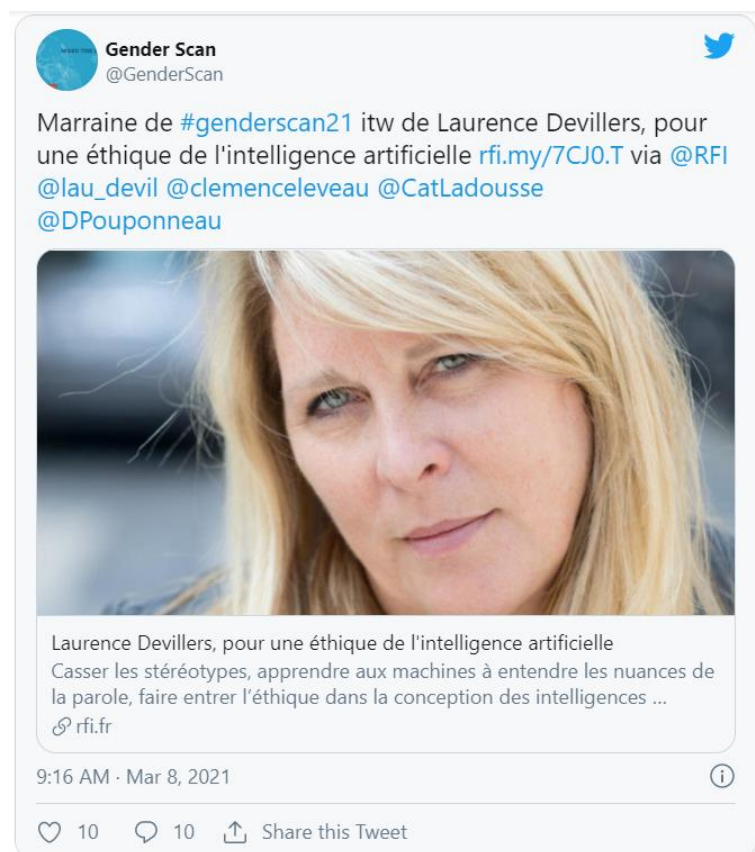 Gender Scan
@GenderScan
Marraine de #genderscan21 itw de Laurence Devillers, pour
une éthique de l'intelligence artificielle rfi.my/7CJ0.T via @RFI
@lau_devil @clemenceleveau @CatLadousse
@DPouponneau
Laurence Devillers, pour une éthique de l'intelligence artificielle
Casser les stéréotypes, apprendre aux machines à entendre les nuances de
la parole, faire entrer l’éthique dans la conception des intelligences ...
rfi.fr
9:16 AM · Mar 8, 2021
10 10 Share this Tweet